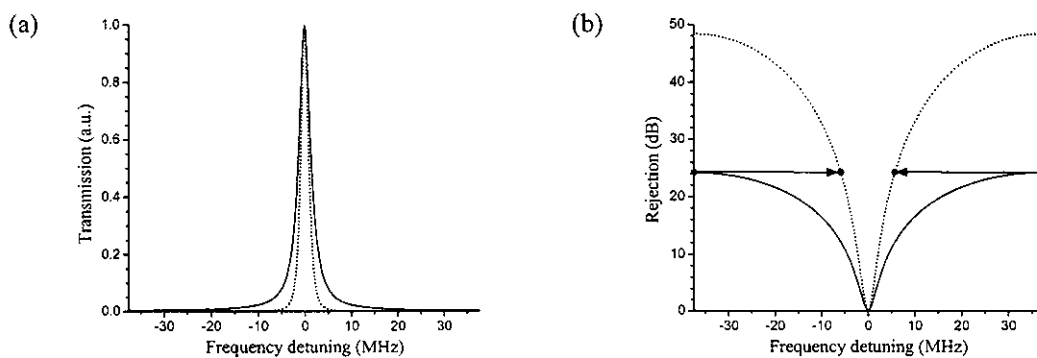 (a)
Transmission (a.u.)
1.0
0.8
0.6
0.4
0.2
0.0
-30 -20 -10 0 10 20 30
Frequency detuning (MHz)
(b)
Rejection (dB)
50
40
30
20
10
0
-30 -20 -10 0 10 20 30
Frequency detuning (MHz)